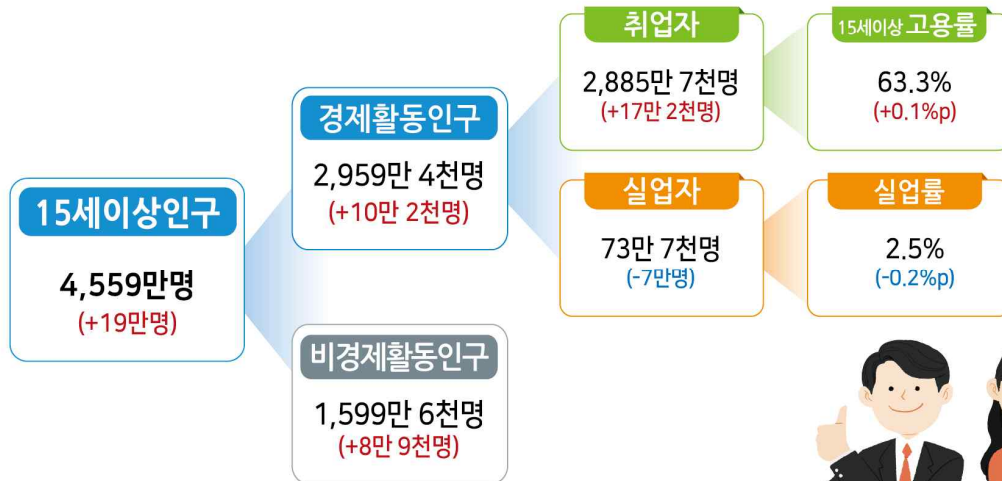 15세이상인구
4,559만명
(+19만명)
경제활동인구
2,959만 4천명
(+10만 2천명)
비경제활동인구
1,599만 6천명
(+8만 9천명)
취업자
2,885만 7천명
(+17만 2천명)
15세이상 고용률
63.3%
(+0.1%p)
실업자
73만 7천명
(-7만명)
실업률
2.5%
(-0.2%p)